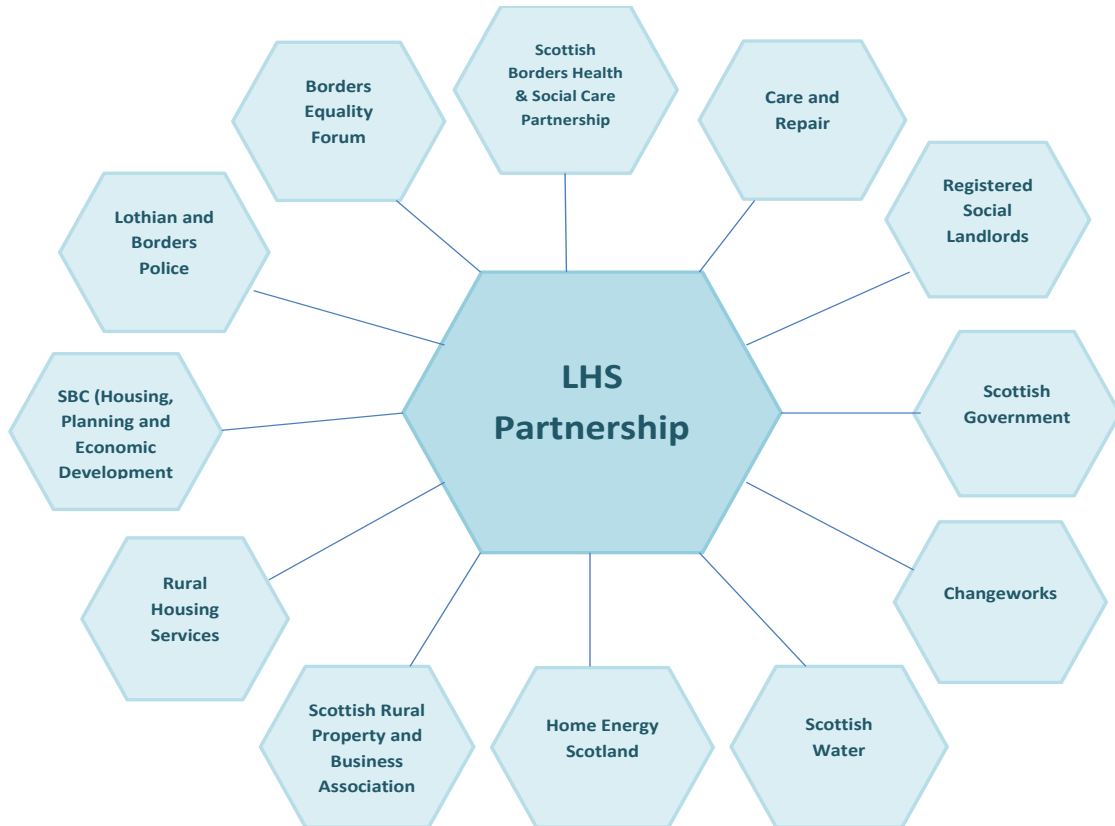 Scottish
Borders Health
& Social Care
Partnership
Care and
Repair
Registered
Social
Landlords
Scottish
Government
Changeworks
Scottish
Water
Home Energy
Scotland
Scottish Rural
Property and
Business
Association
Rural
Housing
Services
SBC (Housing,
Planning and
Economic
Development
Lothian and
Borders
Police
Borders
Equality
Forum
LHS
Partnership